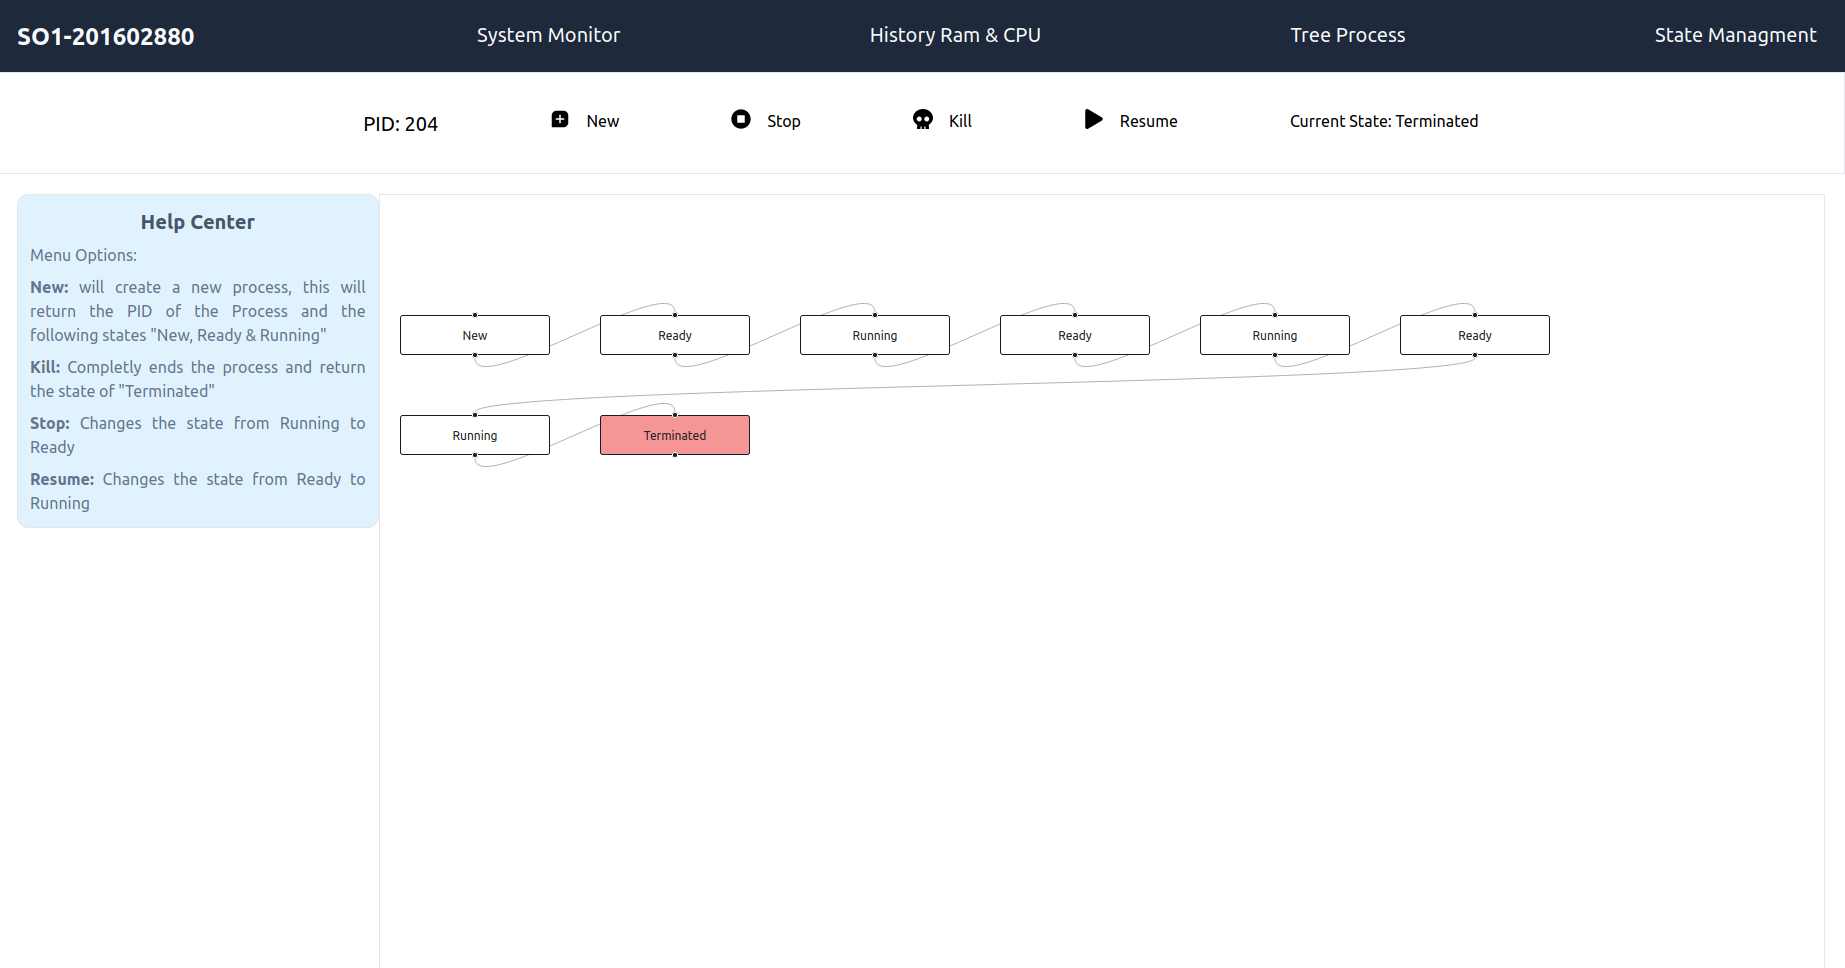 SO1-201602880 System Monitor History Ram & CPU Tree Process State Managment
PID: 204 New Stop Kill Resume Current State: Terminated
Help Center
Menu Options:
New: will create a new process, this will
return the PID of the Process and the
following states "New, Ready & Running"
Kill: Completly ends the process and return
the state of "Terminated"
Stop: Changes the state from Running to
Ready
Resume: Changes the state from Ready to
Running
New Ready Running Ready Running Ready
Running Terminated